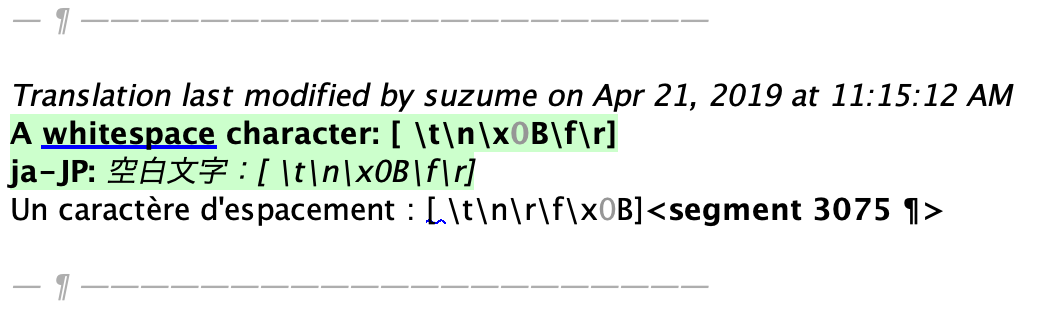 — ¶ —————————————————————
Translation last modified by suzume on Apr 21, 2019 at 11:15:12 AM
A whitespace character: [ \t\n\x0B\f\r]
ja-JP: 空白文字：[ \t\n\x0B\f\r]
Un caractère d'espacement : [ \t\n\r\f\x0B]<segment 3075 ¶>
— ¶ —————————————————————